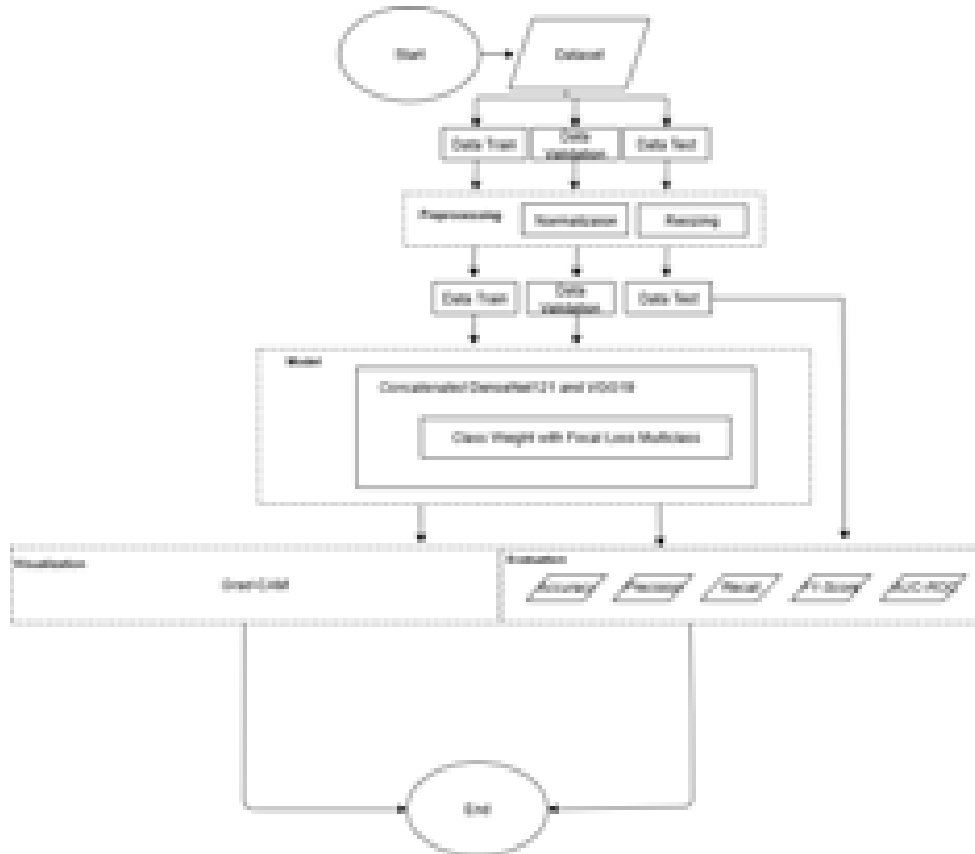 Start
Dataset
Data Train
Data
Validation
Data Test
Preprocessing
Normalization
Resizing
Data Train
Data
Validation
Data Test
Model
Concatenated DenseNet121 and
Class Weight with Focal Loss Multiclass
Visualization
Grad-CAM
Evaluation
Accuracy
Precision
Recall
F1-Score
AUC-ROC
End